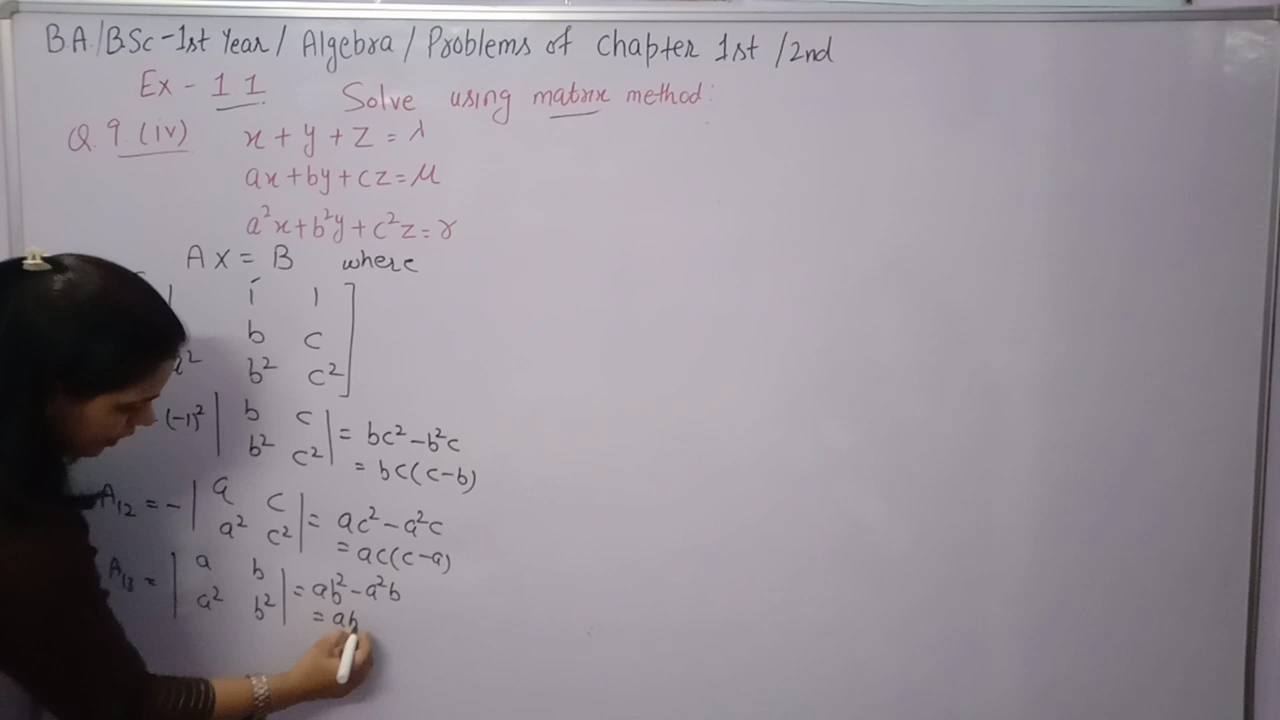 B.A./B.Sc-1st Year/ Algebra / Problems of Chapter 1st /2nd
Ex - 1 1 Solve using matrix method:
Q. 9. (iv) x + y + z = λ
ax + by + cz = μ
a²x + b²y + c²z = γ
AX = B where
1 1 1
b c
a² b² c²
(-1)² | b c | = bc² - b²c
| b² c² | = bc(c-b)
A₁₂ = - | a c | = ac² - a²c
| a² c² | = ac(c-a)
A₁₃ = | a b | = ab² - a²b
| a² b² | = ab